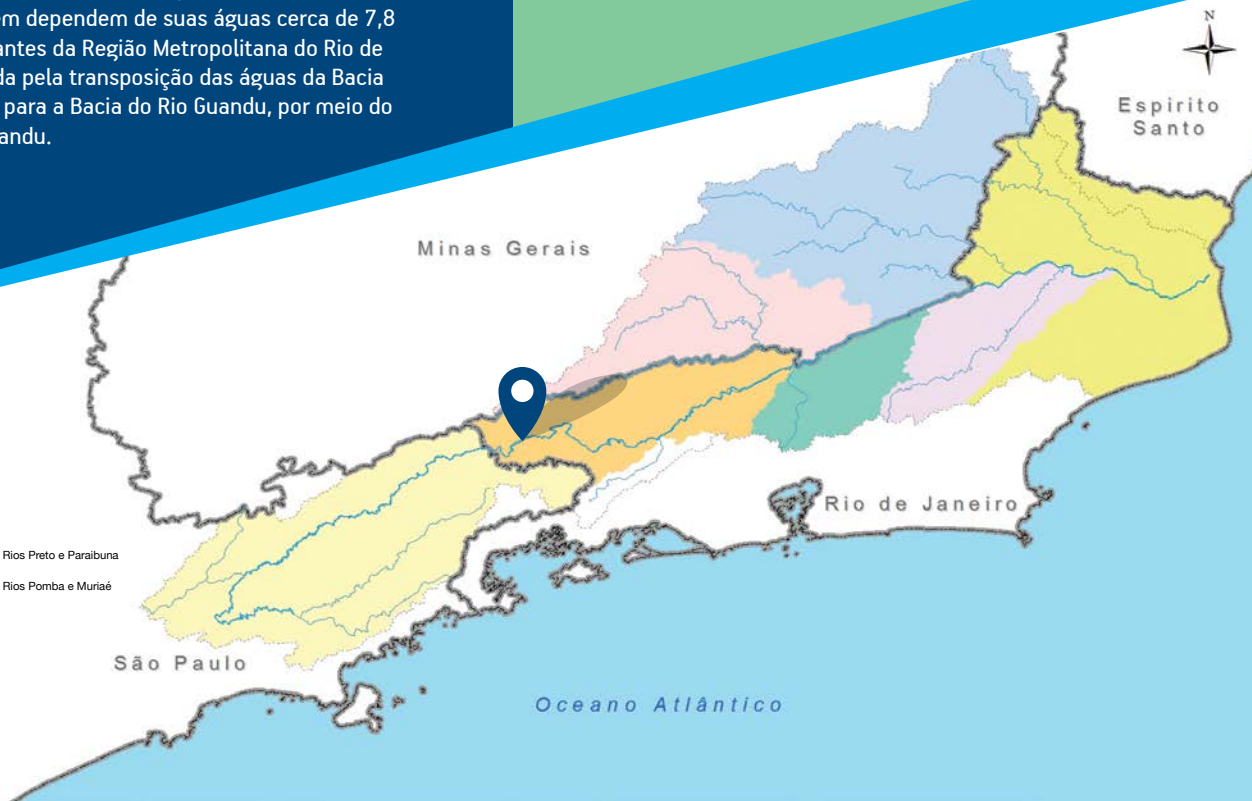 em dependem de suas águas cerca de 7,8
antes da Região Metropolitana do Rio de
da pela transposição das águas da Bacia
para a Bacia do Rio Guandu, por meio do
andu.
N
Espirito
Santo
Minas Gerais
Rio de Janeiro
Rios Preto e Paraibuna
Rios Pomba e Muriaé
São Paulo
Oceano Atlântico